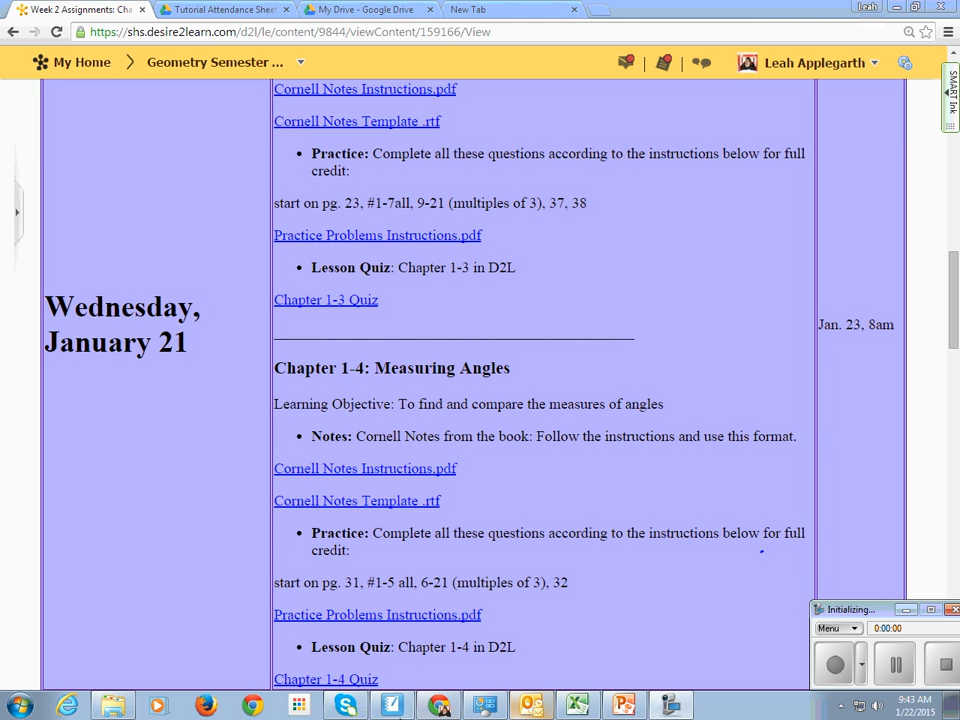 Week 2 Assignments: Cha
Tutorial Attendance Sheet
My Drive - Google Drive
New Tab
Leah
https://shs.desire2learn.com/d2l/le/content/9844/viewContent/159166/View
My Home
Geometry Semester ...
Leah Applegarth
SMART Ink
Cornell Notes Instructions.pdf
Cornell Notes Template .rtf
• Practice: Complete all these questions according to the instructions below for full
credit:
start on pg. 23, #1-7all, 9-21 (multiples of 3), 37, 38
Practice Problems Instructions.pdf
• Lesson Quiz: Chapter 1-3 in D2L
Chapter 1-3 Quiz
Wednesday,
January 21
Jan. 23, 8am
Chapter 1-4: Measuring Angles
Learning Objective: To find and compare the measures of angles
• Notes: Cornell Notes from the book: Follow the instructions and use this format.
Cornell Notes Instructions.pdf
Cornell Notes Template .rtf
• Practice: Complete all these questions according to the instructions below for full
credit:
start on pg. 31, #1-5 all, 6-21 (multiples of 3), 32
Practice Problems Instructions.pdf
• Lesson Quiz: Chapter 1-4 in D2L
Chapter 1-4 Quiz
Initializing...
Menu
0:00:00
9:43 AM
1/22/2015